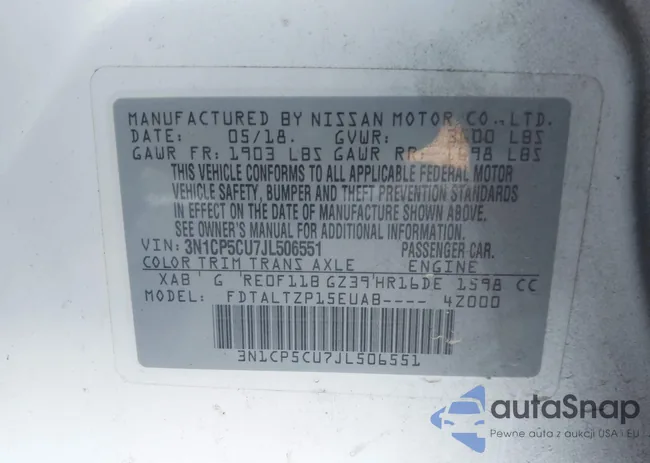 MANUFACTURED BY NISSAN MOTOR CO., LTD.
DATE: 05/18. GVWR: LBS
GAWR FR: 1903 LBS GAWR LBS
THIS VEHICLE CONFORMS TO ALL APPLICABLE FEDERAL MOTOR
VEHICLE SAFETY, BUMPER AND THEFT PREVENTION STANDARDS
IN EFFECT ON THE DATE OF MANUFACTURE SHOWN ABOVE.
SEE OWNER'S MANUAL FOR ADDITIONAL INFORMATION.
VIN: 3N1CP5CU7JL506551 PASSENGER CAR.
COLOR TRIM TRANS AXLE ENGINE
XAB G RE0F11B GZ39 HR16DE 1598 CC
MODEL: FDTALTZP15EUAB---- 4Z000
3N1CP5CU7JL506551
autoSnap
Pewne auta z aukcji USA i EU